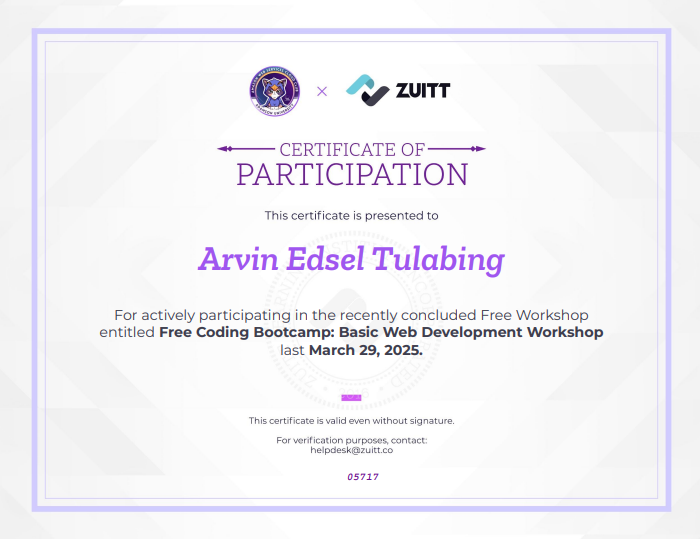 × ZUITT
CERTIFICATE OF
PARTICIPATION
This certificate is presented to
Arvin Edsel Tulabing
For actively participating in the recently concluded Free Workshop
entitled Free Coding Bootcamp: Basic Web Development Workshop
last March 29, 2025.
This certificate is valid even without signature.
For verification purposes, contact:
helpdesk@zuitt.co
05717